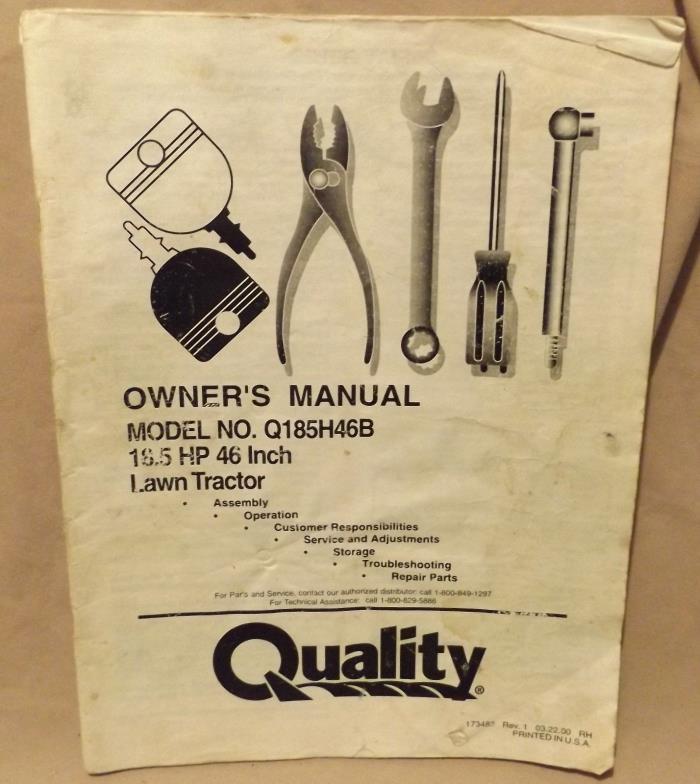 OWNER'S MANUAL
MODEL NO. Q185H46B
18.5 HP 46 Inch
Lawn Tractor
• Assembly
• Operation
• Customer Responsibilities
• Service and Adjustments
• Storage
• Troubleshooting
• Repair Parts
For Parts and Service, contact our authorized distributor: call 1-800-849-1297
For Technical Assistance: call 1-800-829-5886
Quality®
Rev. 1 03.22.00 RH
PRINTED IN U.S.A.